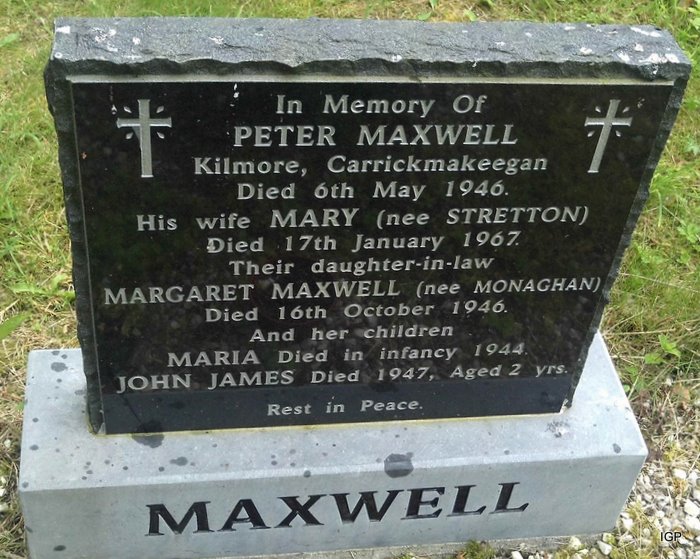 In Memory Of
PETER MAXWELL
Kilmore, Carrickmakeegan
Died 6th May 1946.
His wife MARY (nee STRETTON)
Died 17th January 1967.
Their daughter-in-law
MARGARET MAXWELL (nee MONAGHAN)
Died 16th October 1946.
And her children
MARIA Died in infancy 1944.
JOHN JAMES Died 1947, Aged 2 yrs.
Rest in Peace.
MAXWELL
IGP